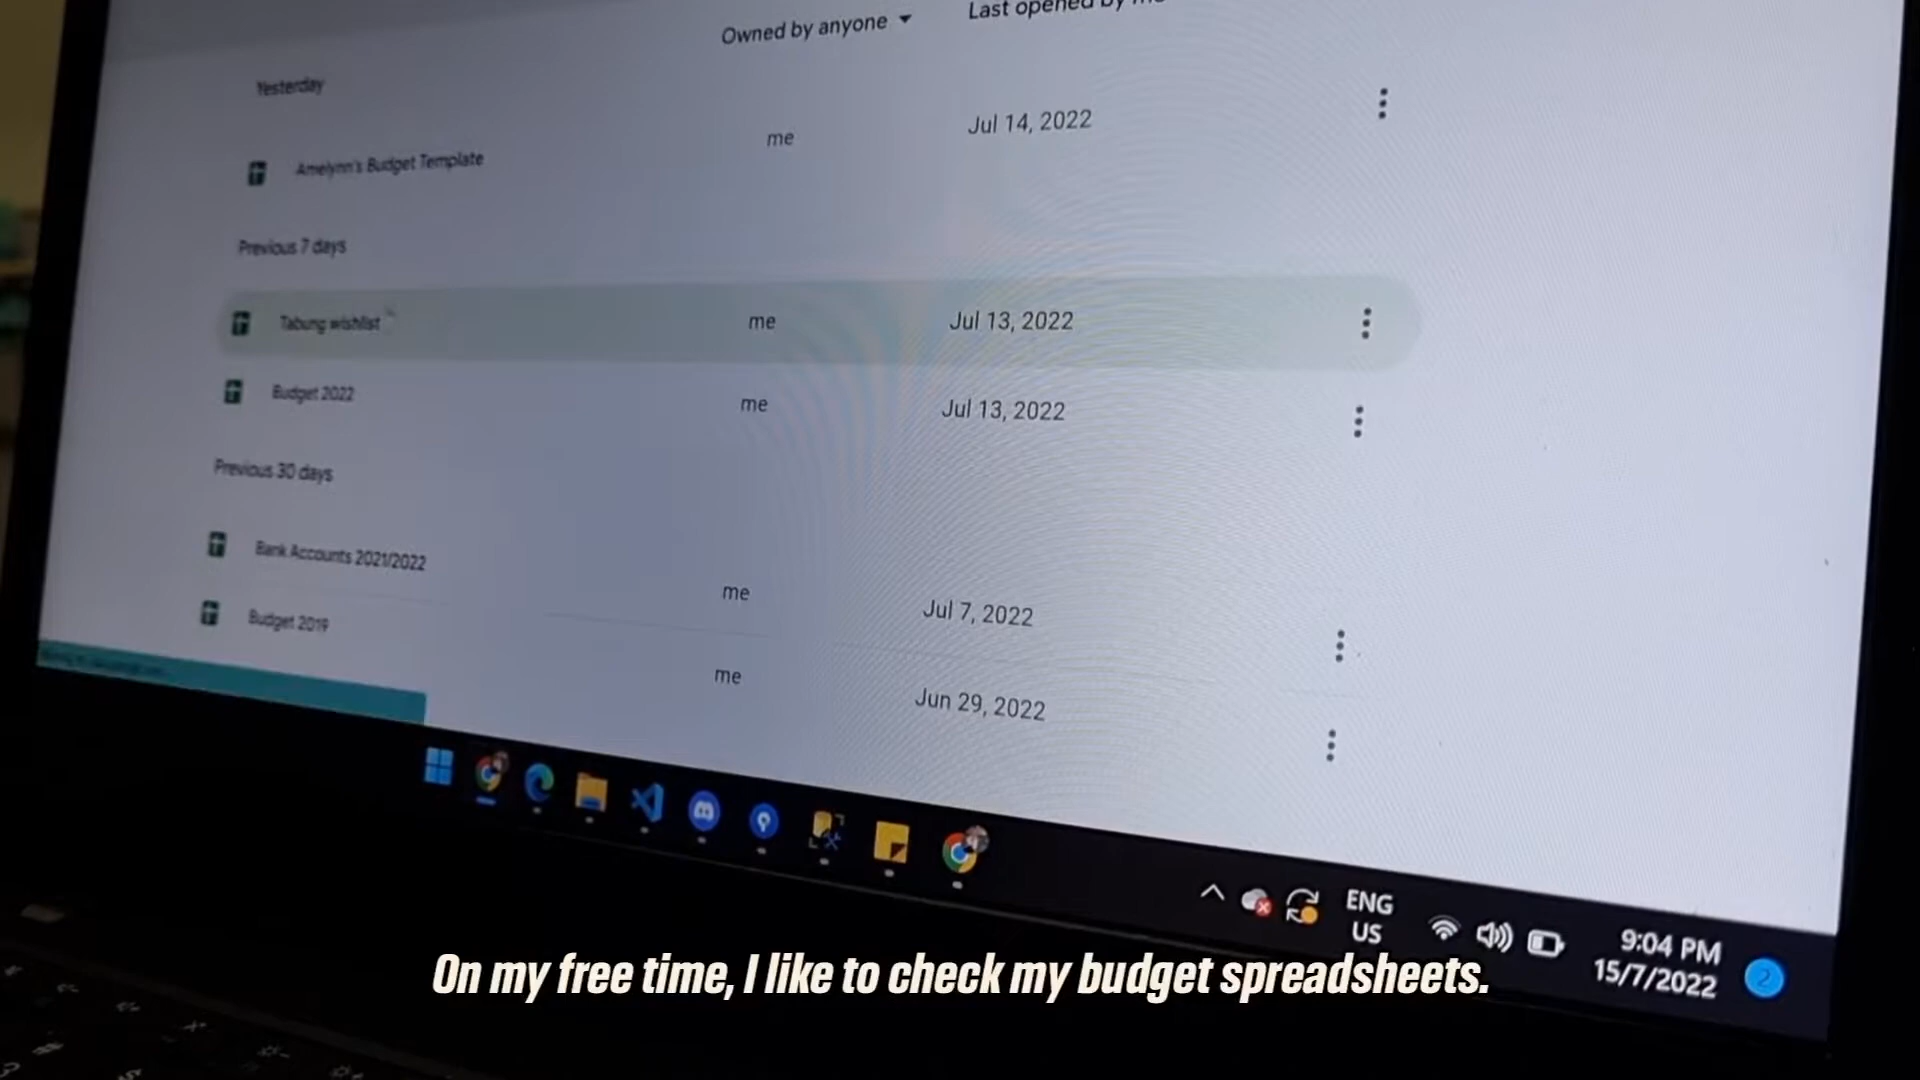 Owned by anyone
Last opened by me
Yesterday
Amelynn's Budget Template me Jul 14, 2022
Previous 7 days
Tabung wishlist me Jul 13, 2022
Budget 2022 me Jul 13, 2022
Previous 30 days
Bank Accounts 2021/2022 me Jul 7, 2022
Budget 2019 me Jun 29, 2022
ENG
US
9:04 PM
15/7/2022
2
On my free time, I like to check my budget spreadsheets.